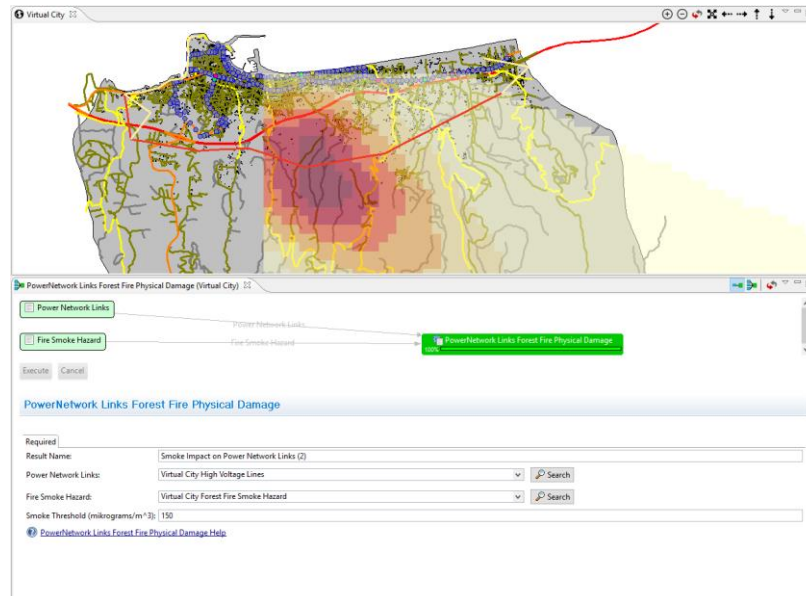 Virtual City
PowerNetwork Links Forest Fire Physical Damage (Virtual City)
Power Network Links
Power Network Links
Fire Smoke Hazard
Fire Smoke Hazard
PowerNetwork Links Forest Fire Physical Damage
100%
Execute Cancel
PowerNetwork Links Forest Fire Physical Damage
Required
Result Name: Smoke Impact on Power Network Links (2)
Power Network Links: Virtual City High Voltage Lines Search
Fire Smoke Hazard: Virtual City Forest Fire Smoke Hazard Search
Smoke Threshold (mikrograms/m^3): 150
PowerNetwork Links Forest Fire Physical Damage Help